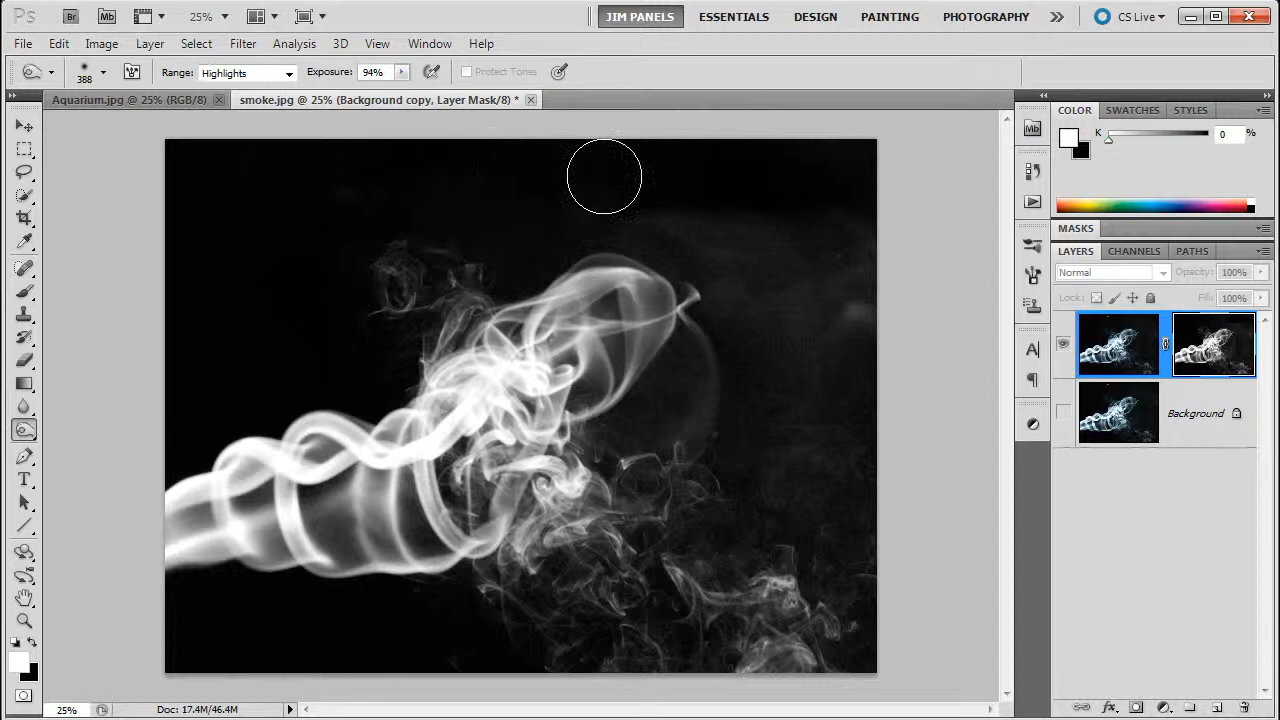 Ps Br Mb 25% JIM PANELS ESSENTIALS DESIGN PAINTING PHOTOGRAPHY CS Live
File Edit Image Layer Select Filter Analysis 3D View Window Help
388 Range: Highlights Exposure: 94% Protect Tones
Aquarium.jpg @ 25% (RGB/8) smoke.jpg @ 25% (Background copy, Layer Mask/8) *
COLOR SWATCHES STYLES
Mb
K 0 %
MASKS
LAYERS CHANNELS PATHS
Normal Opacity: 100%
Lock: Fill: 100%
Background
25% Doc: 17.4M/46.4M